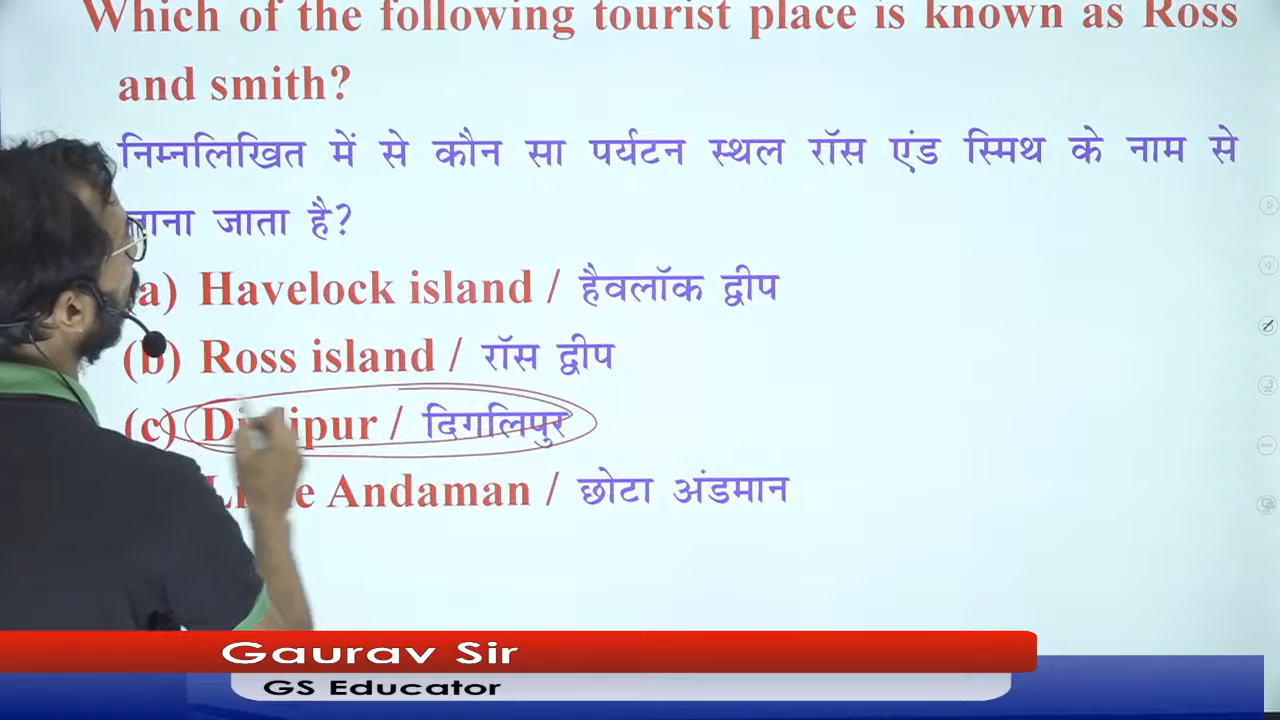 Which of the following tourist place is known as Ross
and smith?
निम्नलिखित में से कौन सा पर्यटन स्थल रॉस एंड स्मिथ के नाम से
जाता है?
a) Havelock island / हैवलॉक द्वीप
(b) Ross island / रॉस द्वीप
(c) / दिगलिपुर
Andaman / छोटा अंडमान
Gaurav Sir
GS Educator